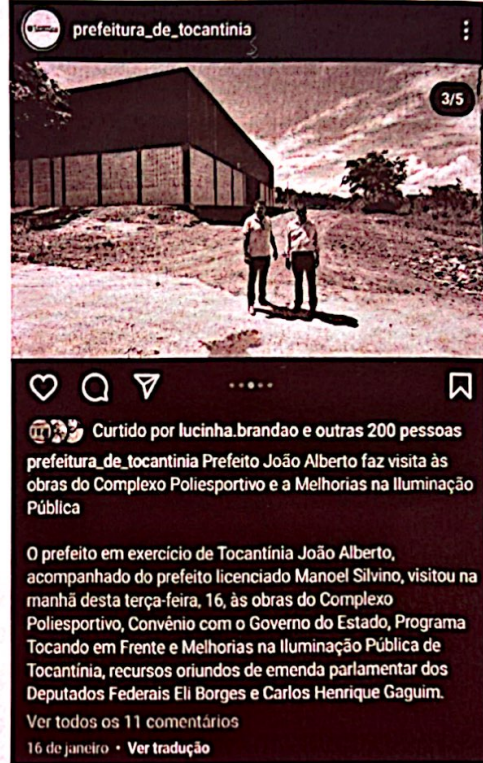 prefeitura_de_tocantinia
3/5
Curtido por lucinha.brandao e outras 200 pessoas
prefeitura_de_tocantinia Prefeito João Alberto faz visita às
obras do Complexo Poliesportivo e a Melhorias na Iluminação
Pública
O prefeito em exercício de Tocantínia João Alberto,
acompanhado do prefeito licenciado Manoel Silvino, visitou na
manhã desta terça-feira, 16, às obras do Complexo
Poliesportivo, Convênio com o Governo do Estado, Programa
Tocando em Frente e Melhorias na Iluminação Pública de
Tocantínia, recursos oriundos de emenda parlamentar dos
Deputados Federais Eli Borges e Carlos Henrique Gaguim.
Ver todos os 11 comentários
16 de janeiro • Ver tradução